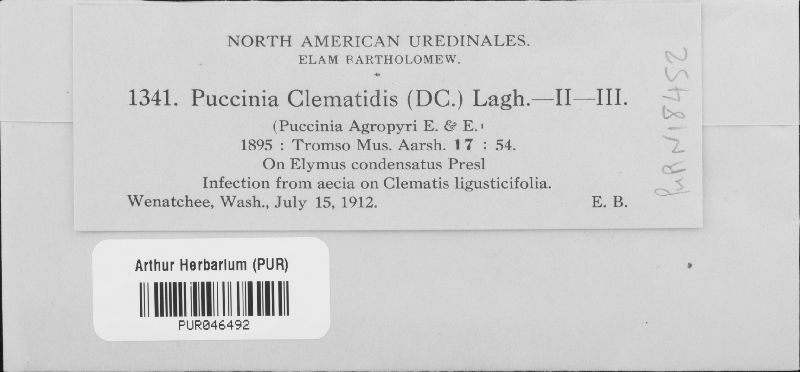 NORTH AMERICAN UREDINALES.
ELAM BARTHOLOMEW.
1341. Puccinia Clematidis (DC.) Lagh.—II—III.
(Puccinia Agropyri E. & E.)
1895 : Tromso Mus. Aarsh. 17 : 54.
On Elymus condensatus Presl
Infection from aecia on Clematis ligusticifolia.
Wenatchee, Wash., July 15, 1912. E. B.
PUR N18452
Arthur Herbarium (PUR)
PUR046492